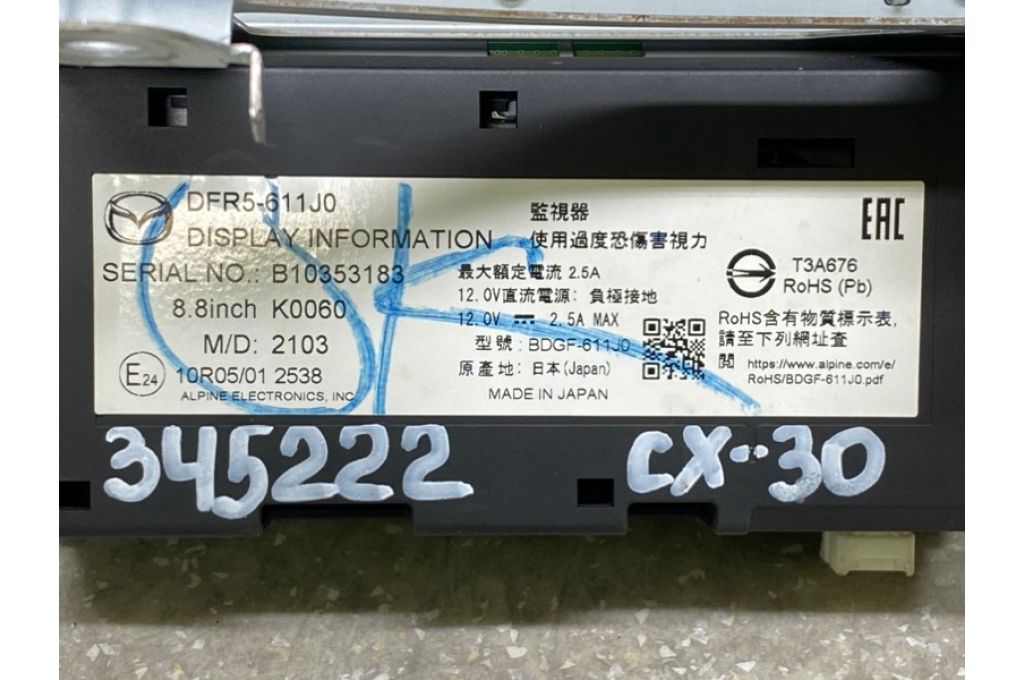 DFR5-611J0
DISPLAY INFORMATION
SERIAL NO.: B10353183
8.8inch K0060
M/D: 2103
E24 10R05/01 2538
ALPINE ELECTRONICS, INC.
監視器
使用過度恐傷害視力
最大額定電流 2.5A
12.0V直流電源: 負極接地
12.0V ⎓ 2.5A MAX
型號: BDGF-611J0
原產地: 日本(Japan)
MADE IN JAPAN
EAC
T3A676
RoHS (Pb)
RoHS含有物質標示表,
請至下列網址查
閱 https://www.alpine.com/e/
RoHS/BDGF-611J0.pdf
OK
345222 CX-30